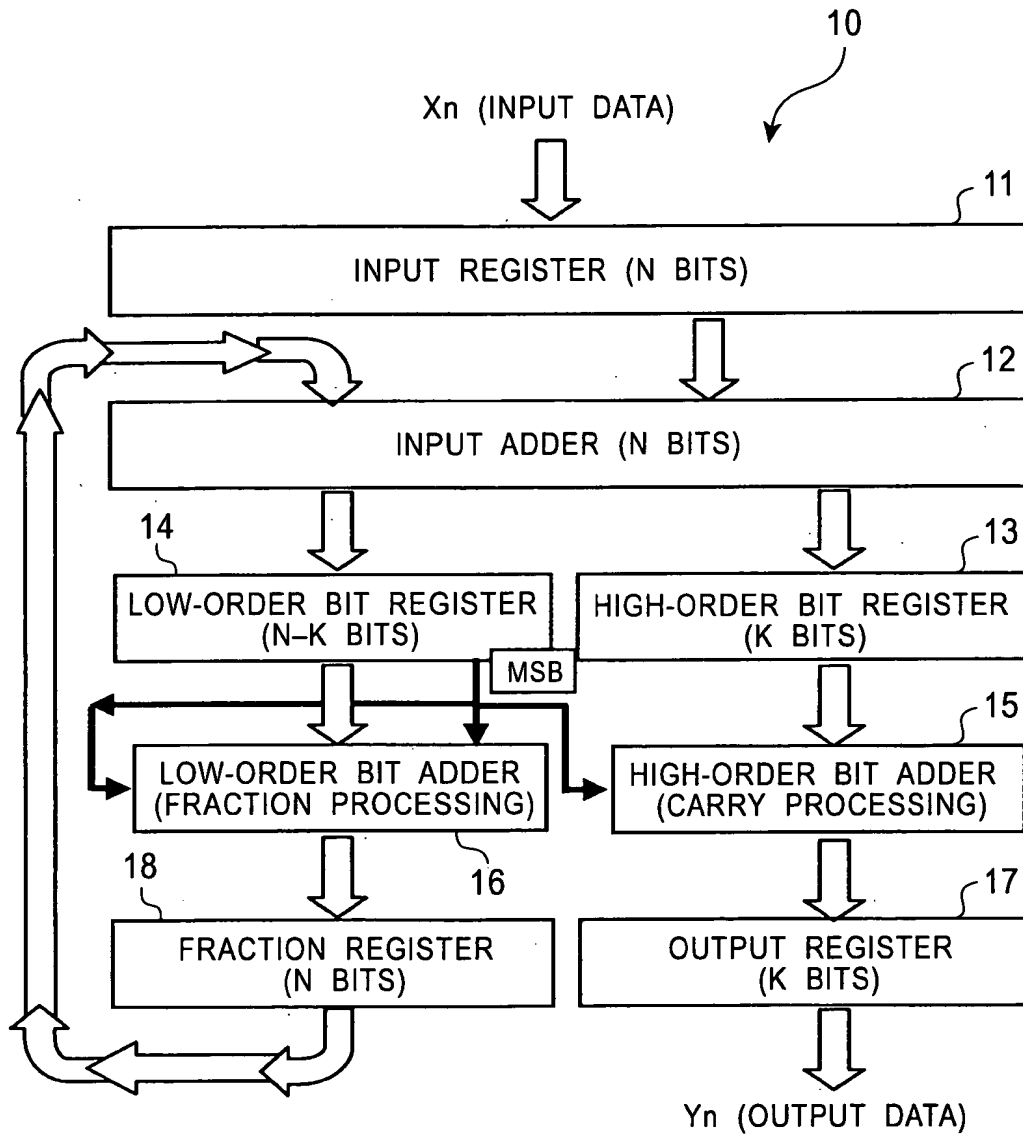 10
Xn (INPUT DATA)
11
INPUT REGISTER (N BITS)
12
INPUT ADDER (N BITS)
14
13
LOW-ORDER BIT REGISTER
(N–K BITS)
HIGH-ORDER BIT REGISTER
(K BITS)
MSB
15
LOW-ORDER BIT ADDER
(FRACTION PROCESSING)
HIGH-ORDER BIT ADDER
(CARRY PROCESSING)
18
16
17
FRACTION REGISTER
(N BITS)
OUTPUT REGISTER
(K BITS)
Yn (OUTPUT DATA)